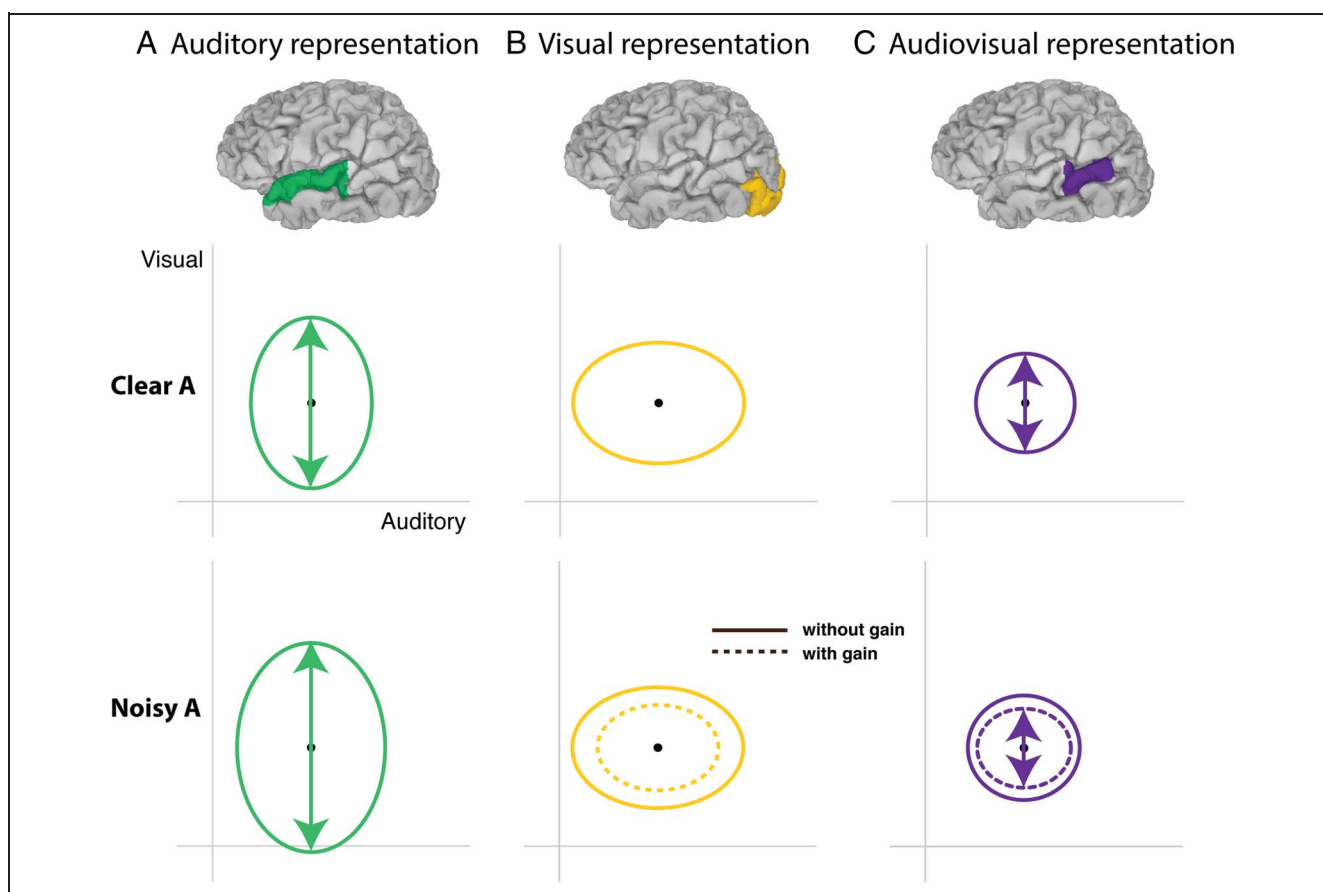 A Auditory representation
B Visual representation
C Audiovisual representation
Visual
Clear A
Auditory
without gain
with gain
Noisy A